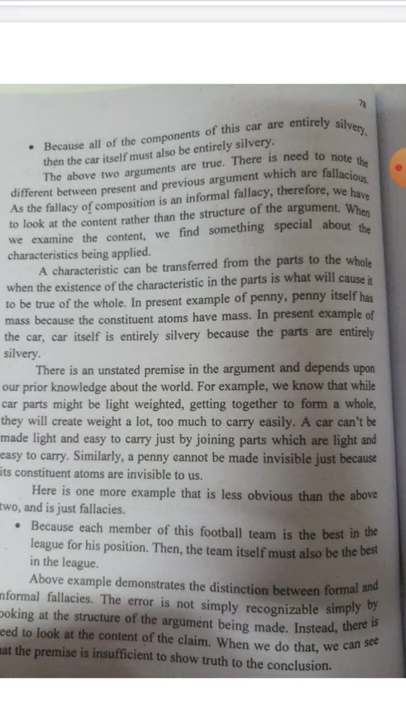 78
• Because all of the components of this car are entirely silvery,
then the car itself must also be entirely silvery.
The above two arguments are true. There is need to note the
different between present and previous argument which are fallacious.
As the fallacy of composition is an informal fallacy, therefore, we have
to look at the content rather than the structure of the argument. When
we examine the content, we find something special about the
characteristics being applied.
A characteristic can be transferred from the parts to the whole
when the existence of the characteristic in the parts is what will cause it
to be true of the whole. In present example of penny, penny itself has
mass because the constituent atoms have mass. In present example of
the car, car itself is entirely silvery because the parts are entirely
silvery.
There is an unstated premise in the argument and depends upon
our prior knowledge about the world. For example, we know that while
car parts might be light weighted, getting together to form a whole,
they will create weight a lot, too much to carry easily. A car can't be
made light and easy to carry just by joining parts which are light and
easy to carry. Similarly, a penny cannot be made invisible just because
its constituent atoms are invisible to us.
Here is one more example that is less obvious than the above
two, and is just fallacies.
• Because each member of this football team is the best in the
league for his position. Then, the team itself must also be the best
in the league.
Above example demonstrates the distinction between formal and
nformal fallacies. The error is not simply recognizable simply by
ooking at the structure of the argument being made. Instead, there is
eed to look at the content of the claim. When we do that, we can see
hat the premise is insufficient to show truth to the conclusion.